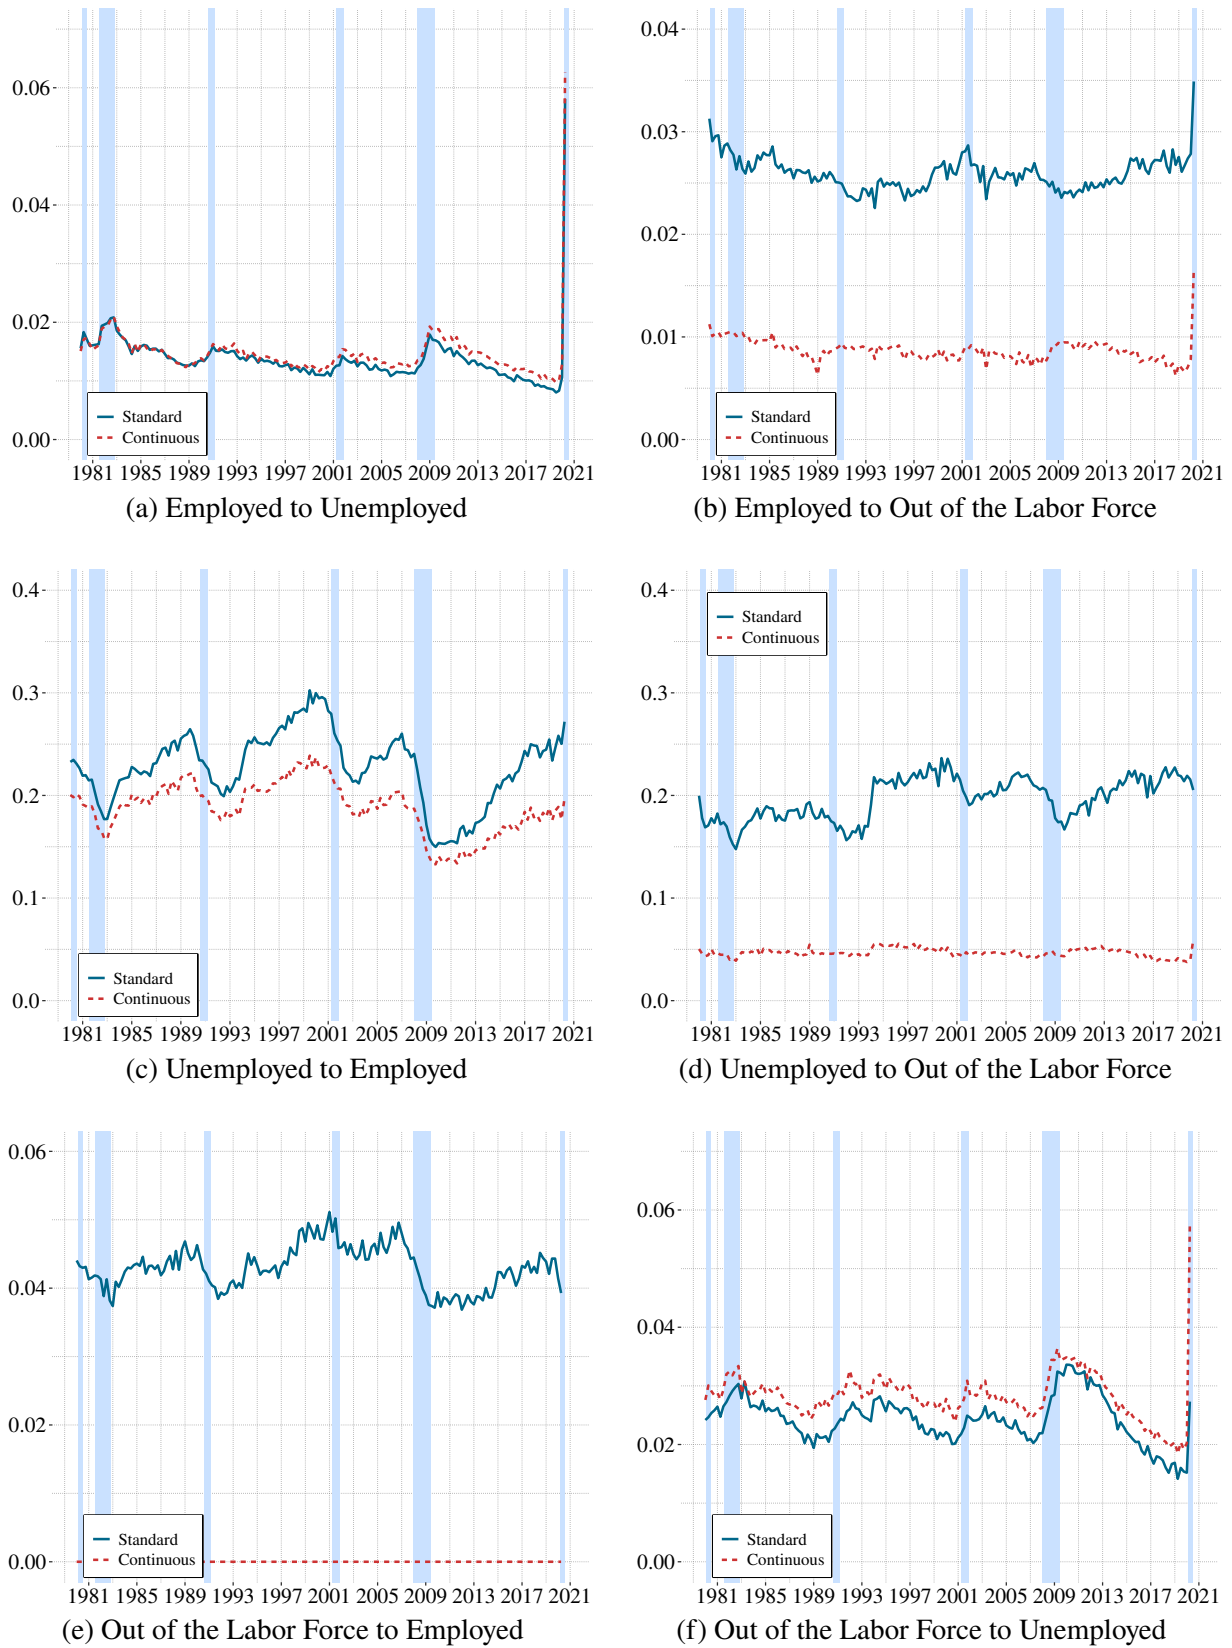 0.06
0.04
0.02
0.00
Standard
Continuous
1981 1985 1989 1993 1997 2001 2005 2009 2013 2017 2021
(a) Employed to Unemployed
0.04
0.03
0.02
0.01
0.00
Standard
Continuous
1981 1985 1989 1993 1997 2001 2005 2009 2013 2017 2021
(b) Employed to Out of the Labor Force
0.4
0.3
0.2
0.1
0.0
Standard
Continuous
1981 1985 1989 1993 1997 2001 2005 2009 2013 2017 2021
(c) Unemployed to Employed
0.4
Standard
Continuous
0.3
0.2
0.1
0.0
1981 1985 1989 1993 1997 2001 2005 2009 2013 2017 2021
(d) Unemployed to Out of the Labor Force
0.06
0.04
0.02
0.00
Standard
Continuous
1981 1985 1989 1993 1997 2001 2005 2009 2013 2017 2021
(e) Out of the Labor Force to Employed
0.06
0.04
0.02
0.00
Standard
Continuous
1981 1985 1989 1993 1997 2001 2005 2009 2013 2017 2021
(f) Out of the Labor Force to Unemployed